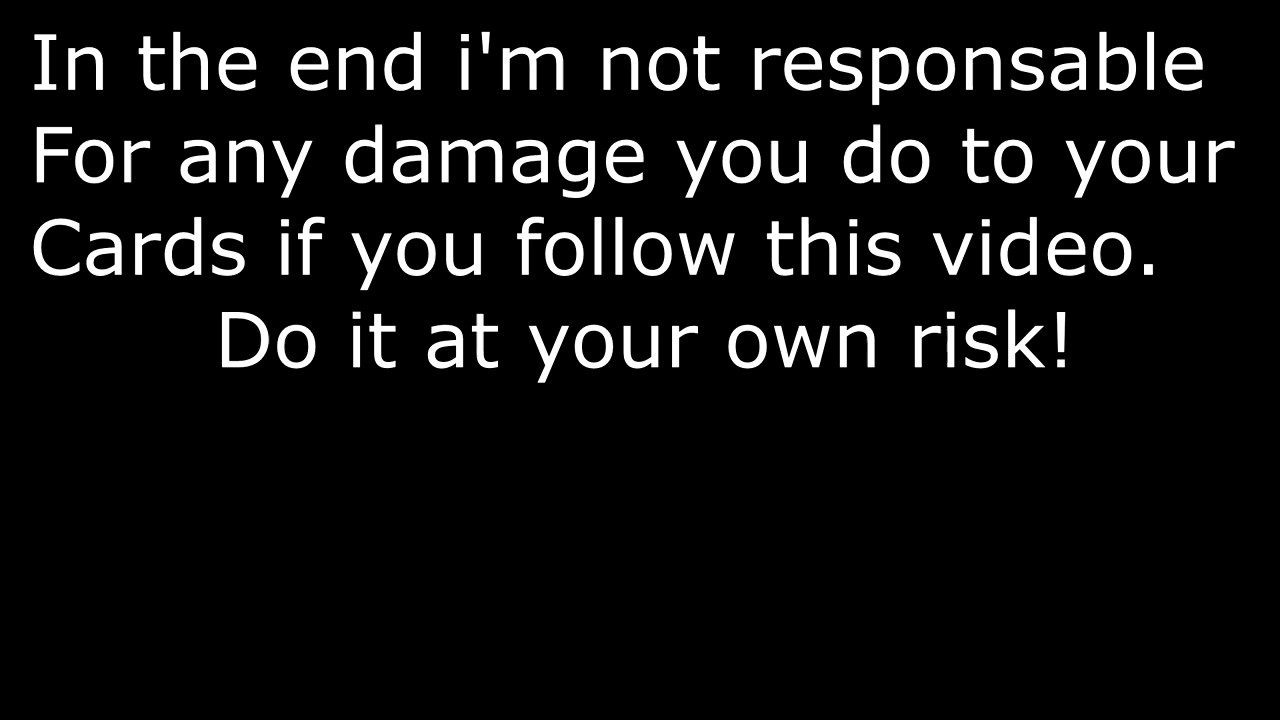 In the end i'm not responsable
For any damage you do to your
Cards if you follow this video.
Do it at your own risk!